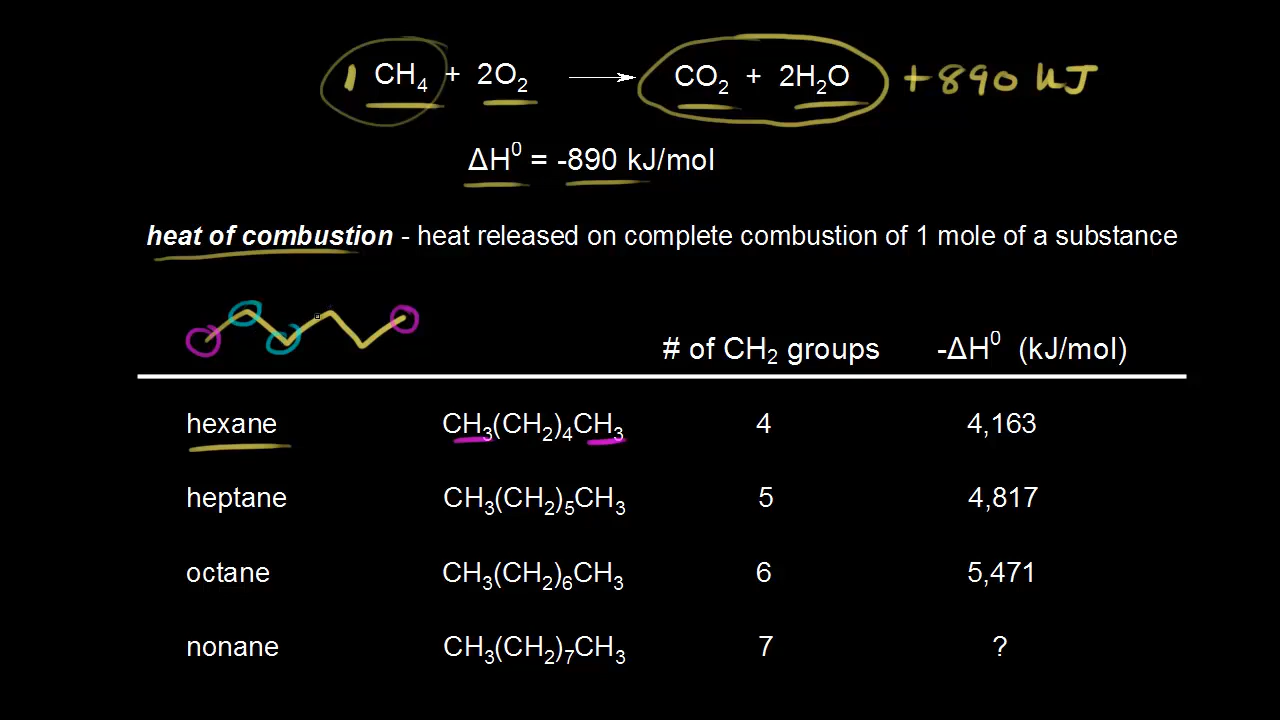 1 CH₄ + 2O₂ ⟶ CO₂ + 2H₂O +890 kJ
ΔH⁰ = -890 kJ/mol
heat of combustion - heat released on complete combustion of 1 mole of a substance
# of CH₂ groups -ΔH⁰ (kJ/mol)
hexane CH₃(CH₂)₄CH₃ 4 4,163
heptane CH₃(CH₂)₅CH₃ 5 4,817
octane CH₃(CH₂)₆CH₃ 6 5,471
nonane CH₃(CH₂)₇CH₃ 7 ?